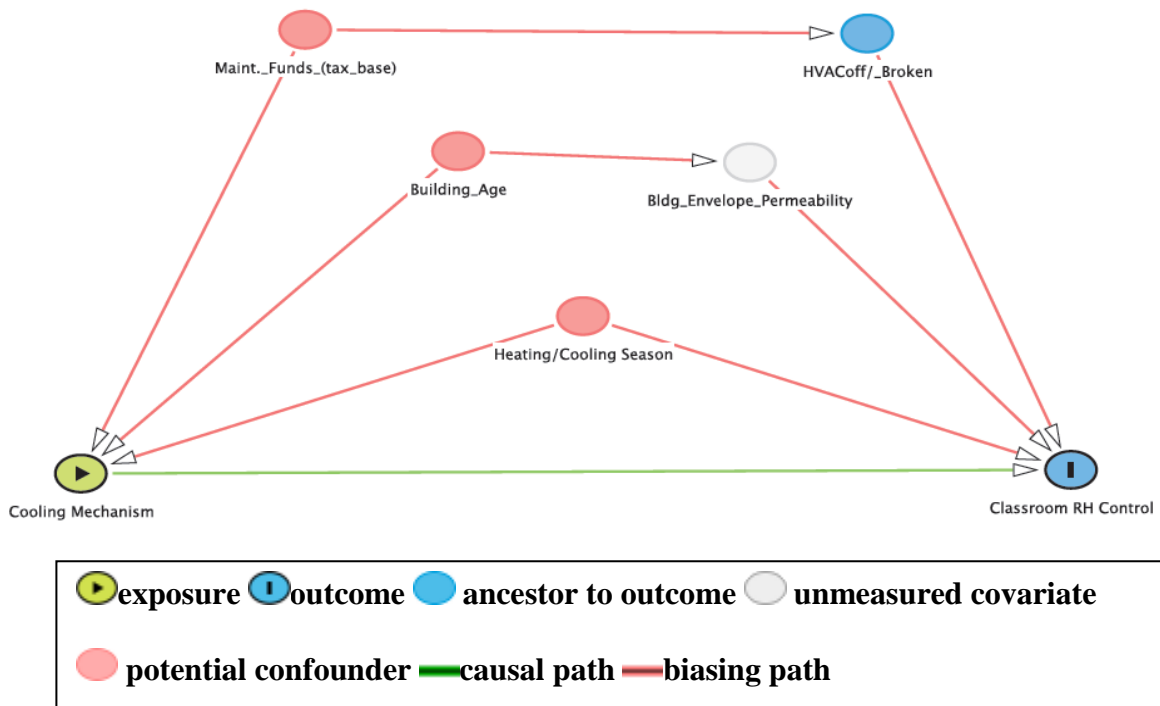 Maint._Funds_(tax_base)
HVACoff/_Broken
Building_Age
Bldg_Envelope_Permeability
Heating/Cooling Season
Cooling Mechanism
Classroom RH Control
exposure outcome ancestor to outcome unmeasured covariate
potential confounder causal path biasing path